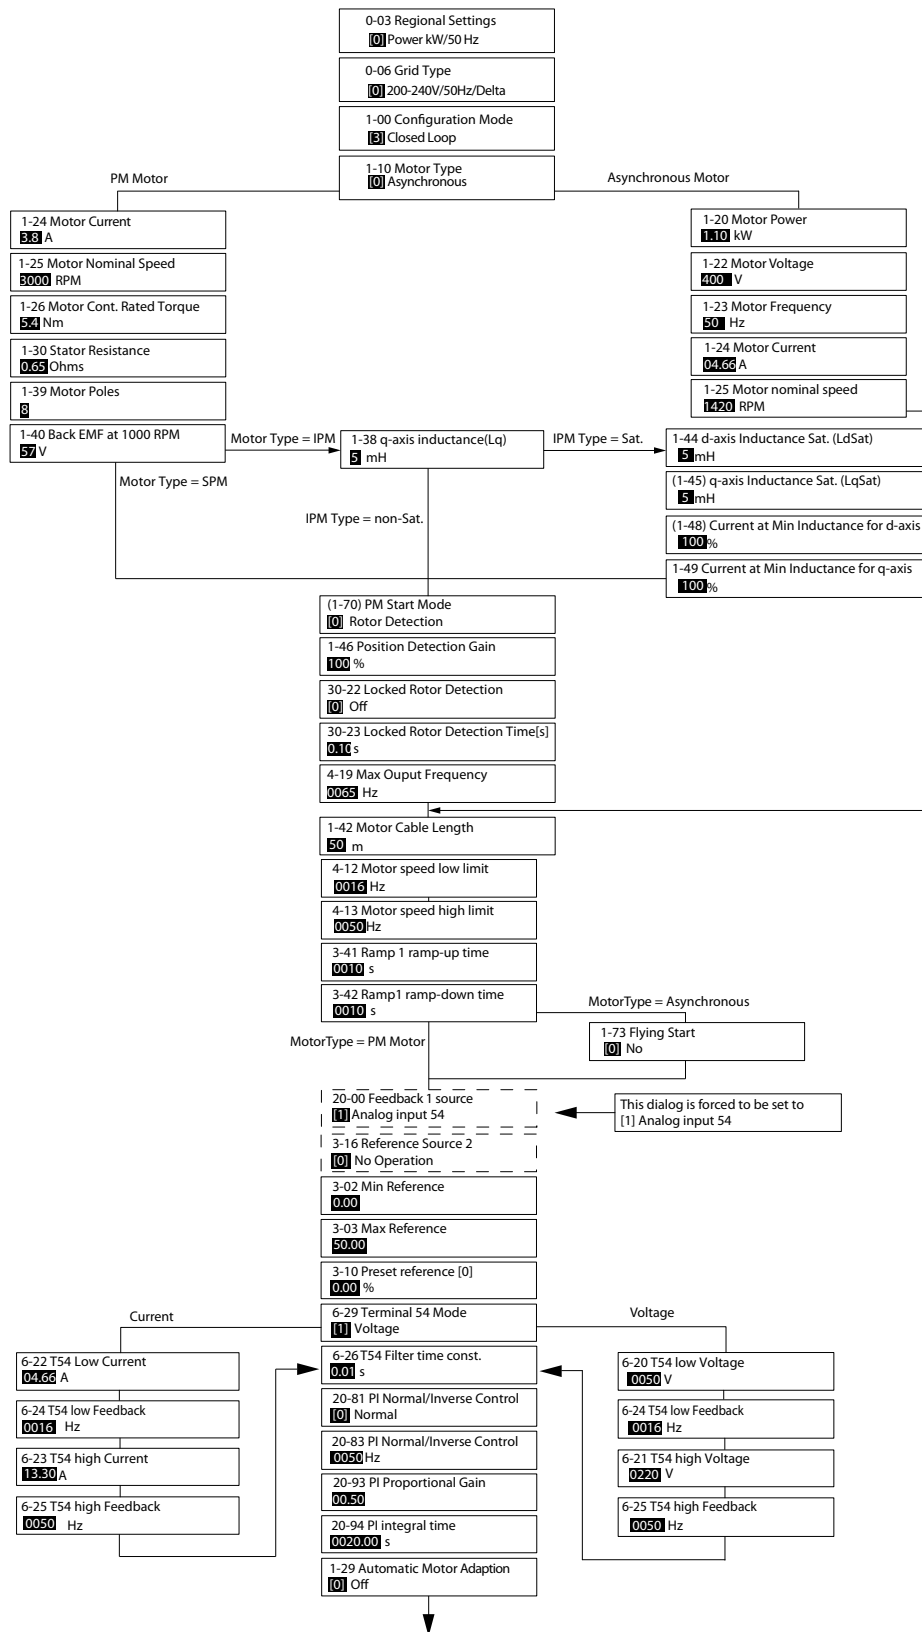 0-03 Regional Settings
[0] Power kW/50 Hz
0-06 Grid Type
[0] 200-240V/50Hz/Delta
1-00 Configuration Mode
[3] Closed Loop
1-10 Motor Type
[0] Asynchronous
PM Motor
Asynchronous Motor
1-24 Motor Current
3.8 A
1-25 Motor Nominal Speed
3000 RPM
1-26 Motor Cont. Rated Torque
5.4 Nm
1-30 Stator Resistance
0.65 Ohms
1-39 Motor Poles
8
1-40 Back EMF at 1000 RPM
57 V
1-20 Motor Power
1.10 kW
1-22 Motor Voltage
400 V
1-23 Motor Frequency
50 Hz
1-24 Motor Current
04.66 A
1-25 Motor nominal speed
1420 RPM
Motor Type = IPM
Motor Type = SPM
1-38 q-axis inductance(Lq)
5 mH
IPM Type = Sat.
IPM Type = non-Sat.
1-44 d-axis Inductance Sat. (LdSat)
5 mH
(1-45) q-axis Inductance Sat. (LqSat)
5 mH
(1-48) Current at Min Inductance for d-axis
100 %
1-49 Current at Min Inductance for q-axis
100 %
(1-70) PM Start Mode
[0] Rotor Detection
1-46 Position Detection Gain
100 %
30-22 Locked Rotor Detection
[0] Off
30-23 Locked Rotor Detection Time[s]
0.10 s
4-19 Max Ouput Frequency
0065 Hz
1-42 Motor Cable Length
50 m
4-12 Motor speed low limit
0016 Hz
4-13 Motor speed high limit
0050 Hz
3-41 Ramp 1 ramp-up time
0010 s
3-42 Ramp1 ramp-down time
0010 s
MotorType = Asynchronous
1-73 Flying Start
[0] No
MotorType = PM Motor
20-00 Feedback 1 source
[1] Analog input 54
This dialog is forced to be set to
[1] Analog input 54
3-16 Reference Source 2
[0] No Operation
3-02 Min Reference
0.00
3-03 Max Reference
50.00
3-10 Preset reference [0]
0.00 %
6-29 Terminal 54 Mode
[1] Voltage
Current
Voltage
6-22 T54 Low Current
04.66 A
6-24 T54 low Feedback
0016 Hz
6-23 T54 high Current
13.30 A
6-25 T54 high Feedback
0050 Hz
6-26 T54 Filter time const.
0.01 s
20-81 PI Normal/Inverse Control
[0] Normal
20-83 PI Normal/Inverse Control
0050 Hz
20-93 PI Proportional Gain
00.50
20-94 PI integral time
0020.00 s
1-29 Automatic Motor Adaption
[0] Off
6-20 T54 low Voltage
0050 V
6-24 T54 low Feedback
0016 Hz
6-21 T54 high Voltage
0220 V
6-25 T54 high Feedback
0050 Hz